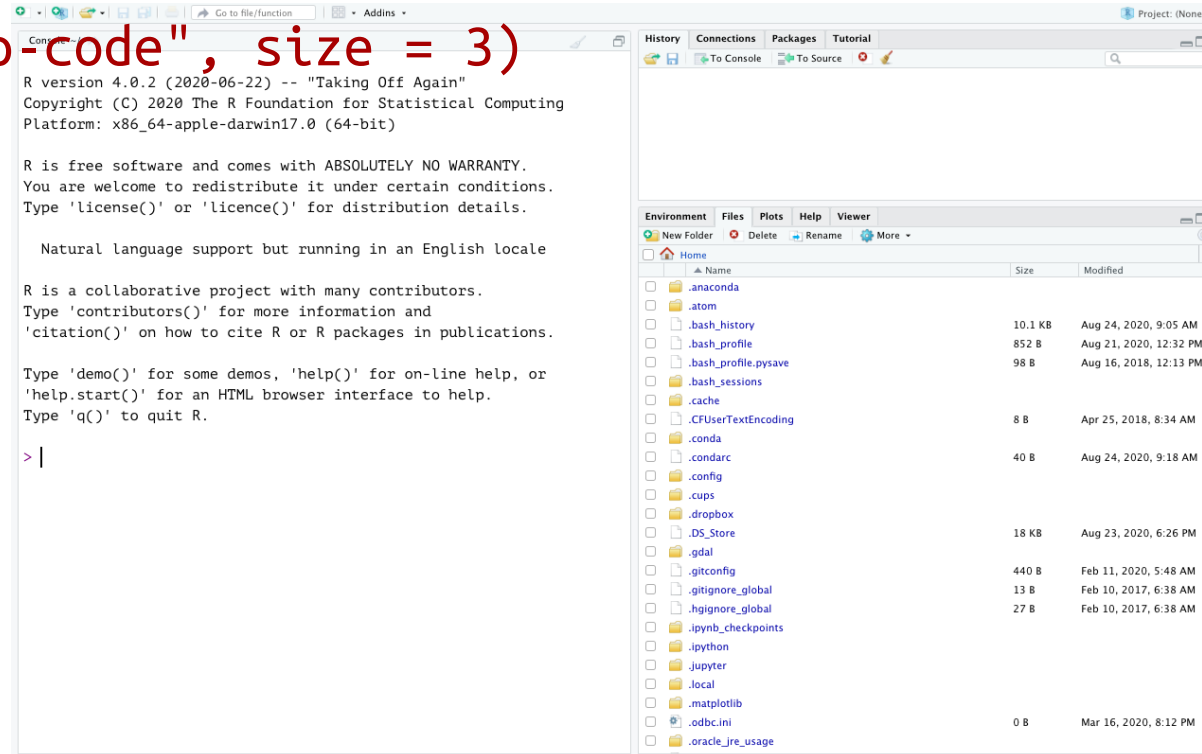 Go to file/function
Addins
Project: (None
o-code", size = 3)
Console ~/
R version 4.0.2 (2020-06-22) -- "Taking Off Again"
Copyright (C) 2020 The R Foundation for Statistical Computing
Platform: x86_64-apple-darwin17.0 (64-bit)
R is free software and comes with ABSOLUTELY NO WARRANTY.
You are welcome to redistribute it under certain conditions.
Type 'license()' or 'licence()' for distribution details.
Natural language support but running in an English locale
R is a collaborative project with many contributors.
Type 'contributors()' for more information and
'citation()' on how to cite R or R packages in publications.
Type 'demo()' for some demos, 'help()' for on-line help, or
'help.start()' for an HTML browser interface to help.
Type 'q()' to quit R.
>
History Connections Packages Tutorial
To Console To Source
Environment Files Plots Help Viewer
New Folder Delete Rename More
Home
Name Size Modified
.anaconda
.atom
.bash_history 10.1 KB Aug 24, 2020, 9:05 AM
.bash_profile 852 B Aug 21, 2020, 12:32 PM
.bash_profile.pysave 98 B Aug 16, 2018, 12:13 PM
.bash_sessions
.cache
.CFUserTextEncoding 8 B Apr 25, 2018, 8:34 AM
.conda
.condarc 40 B Aug 24, 2020, 9:18 AM
.config
.cups
.dropbox
.DS_Store 18 KB Aug 23, 2020, 6:26 PM
.gdal
.gitconfig 440 B Feb 11, 2020, 5:48 AM
.gitignore_global 13 B Feb 10, 2017, 6:38 AM
.hgignore_global 27 B Feb 10, 2017, 6:38 AM
.ipynb_checkpoints
.ipython
.jupyter
.local
.matplotlib
.odbc.ini 0 B Mar 16, 2020, 8:12 PM
.oracle_jre_usage